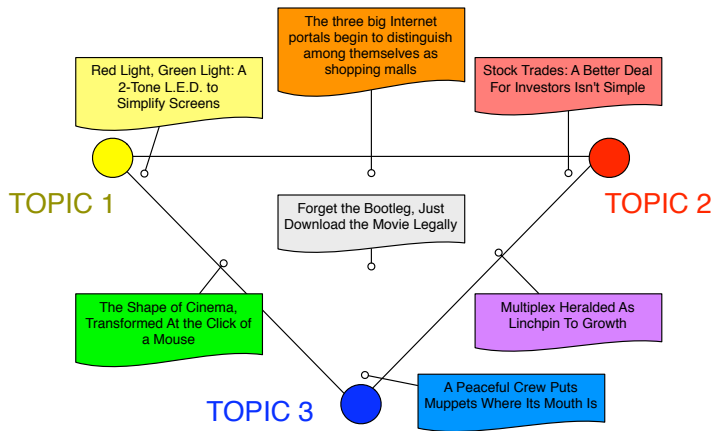 The three big Internet
portals begin to distinguish
among themselves as
shopping malls
Red Light, Green Light: A
2-Tone L.E.D. to
Simplify Screens
Stock Trades: A Better Deal
For Investors Isn't Simple
TOPIC 1
TOPIC 2
Forget the Bootleg, Just
Download the Movie Legally
The Shape of Cinema,
Transformed At the Click of
a Mouse
Multiplex Heralded As
Linchpin To Growth
TOPIC 3
A Peaceful Crew Puts
Muppets Where Its Mouth Is